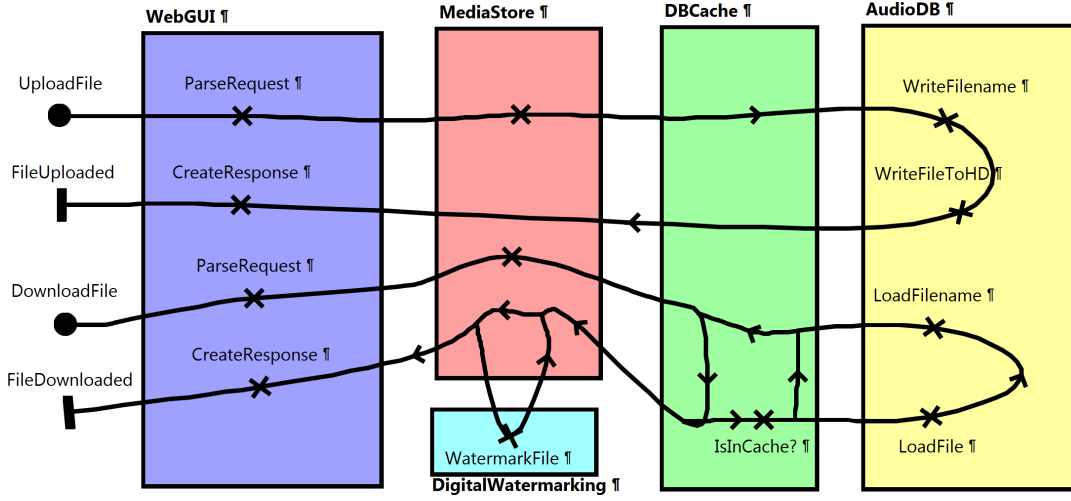 WebGUI ¶
MediaStore ¶
DBCache ¶
AudioDB ¶
UploadFile
ParseRequest ¶
WriteFilename ¶
FileUploaded
CreateResponse ¶
WriteFileToHD ¶
DownloadFile
ParseRequest ¶
LoadFilename ¶
FileDownloaded
CreateResponse ¶
IsInCache? ¶
LoadFile ¶
WatermarkFile ¶
DigitalWatermarking ¶